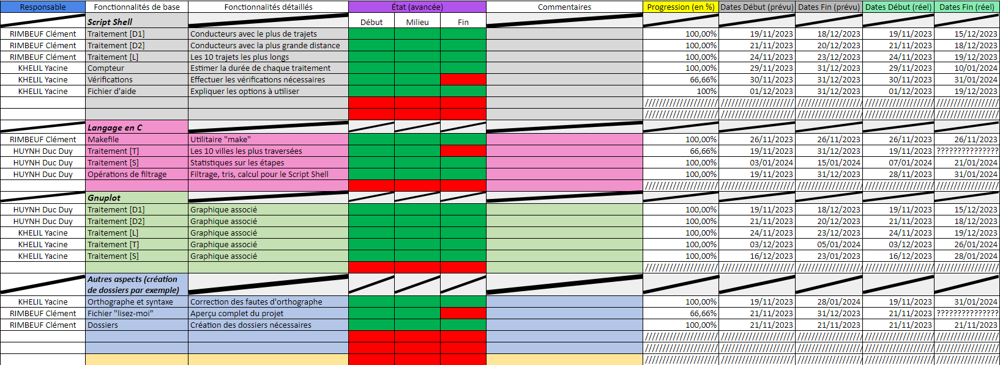 Responsable Fonctionnalités de base Fonctionnalités détaillés État (avancée) Commentaires Progression (en %) Dates Début (prévu) Dates Fin (prévu) Dates Début (réel) Dates Fin (réel)
Script Shell Début Milieu Fin
RIMBEUF Clément Traitement [D1] Conducteurs avec le plus de trajets 100,00% 19/11/2023 18/12/2023 19/11/2023 15/12/2023
RIMBEUF Clément Traitement [D2] Conducteurs avec la plus grande distance 100,00% 21/11/2023 20/12/2023 21/11/2023 18/12/2023
RIMBEUF Clément Traitement [L] Les 10 trajets les plus longs 100,00% 24/11/2023 23/12/2023 24/11/2023 19/12/2023
KHELIL Yacine Compteur Estimer la durée de chaque traitement 100,00% 29/11/2023 31/12/2023 29/11/2023 10/01/2024
KHELIL Yacine Vérifications Effectuer les vérifications nécessaires 66,66% 30/11/2023 31/12/2023 30/11/2023 31/01/2024
KHELIL Yacine Fichier d'aide Expliquer les options à utiliser 100% 01/12/2023 31/12/2023 01/12/2023 19/12/2023
///////////////////// ///////////////////// ///////////////////// ///////////////////// /////////////////////
///////////////////// ///////////////////// ///////////////////// ///////////////////// /////////////////////
Langage en C
RIMBEUF Clément Makefile Utilitaire "make" 100,00% 26/11/2023 26/11/2023 26/11/2023 26/11/2023
HUYNH Duc Duy Traitement [T] Les 10 villes les plus traversées 66,66% 19/11/2023 31/12/2023 19/11/2023 ???????????????
HUYNH Duc Duy Traitement [S] Statistiques sur les étapes 100,00% 03/01/2024 15/01/2024 07/01/2024 21/01/2024
HUYNH Duc Duy Opérations de filtrage Filtrage, tris, calcul pour le Script Shell 100,00% 19/11/2023 31/12/2023 28/11/2023 31/01/2024
///////////////////// ///////////////////// ///////////////////// ///////////////////// /////////////////////
Gnuplot
HUYNH Duc Duy Traitement [D1] Graphique associé 100,00% 19/11/2023 18/12/2023 19/11/2023 15/12/2023
HUYNH Duc Duy Traitement [D2] Graphique associé 100,00% 21/11/2023 20/12/2023 21/11/2023 18/12/2023
KHELIL Yacine Traitement [L] Graphique associé 100,00% 24/11/2023 23/12/2023 24/11/2023 19/12/2023
KHELIL Yacine Traitement [T] Graphique associé 100,00% 03/12/2023 05/01/2024 03/12/2023 26/01/2024
KHELIL Yacine Traitement [S] Graphique associé 100,00% 16/12/2023 23/01/2024 16/12/2023 28/01/2024
///////////////////// ///////////////////// ///////////////////// ///////////////////// /////////////////////
Autres aspects (création
de dossiers par exemple)
KHELIL Yacine Orthographe et syntaxe Correction des fautes d'orthographe 100,00% 19/11/2023 28/01/2024 19/11/2023 31/01/2024
RIMBEUF Clément Fichier "lisez-moi" Aperçu complet du projet 66,66% 21/11/2023 31/12/2023 21/11/2023 ???????????????
RIMBEUF Clément Dossiers Création des dossiers nécessaires 100,00% 21/11/2023 21/11/2023 21/11/2023 21/11/2023
///////////////////// ///////////////////// ///////////////////// ///////////////////// /////////////////////
///////////////////// ///////////////////// ///////////////////// ///////////////////// /////////////////////
///////////////////// ///////////////////// ///////////////////// ///////////////////// /////////////////////